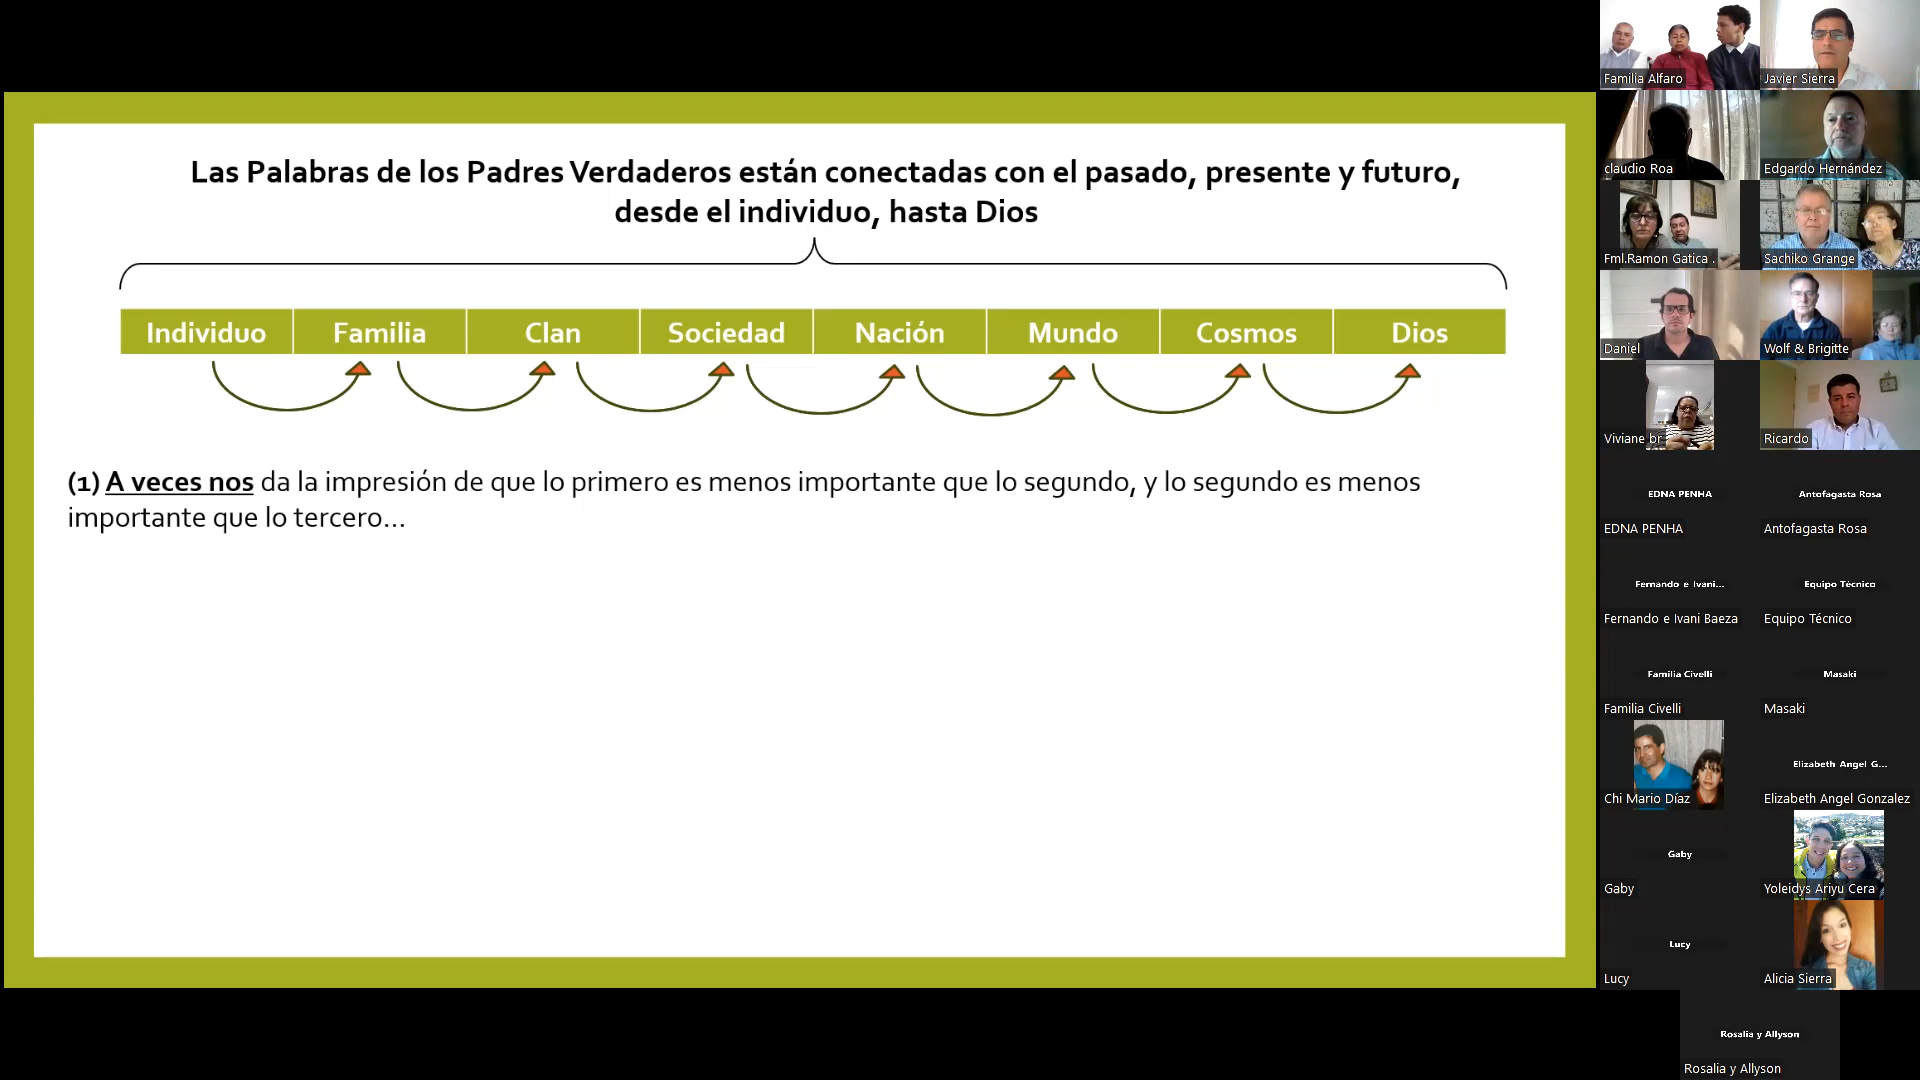 Las Palabras de los Padres Verdaderos están conectadas con el pasado, presente y futuro,
desde el individuo, hasta Dios
Individuo Familia Clan Sociedad Nación Mundo Cosmos Dios
(1) A veces nos da la impresión de que lo primero es menos importante que lo segundo, y lo segundo es menos
importante que lo tercero...
Familia Alfaro
Javier Sierra
claudio Roa
Edgardo Hernández
Fml.Ramon Gatica .
Sachiko Grange
Daniel
Wolf & Brigitte
Viviane br
Ricardo
EDNA PENHA
EDNA PENHA
Antofagasta Rosa
Antofagasta Rosa
Fernando e Ivani...
Fernando e Ivani Baeza
Equipo Técnico
Equipo Técnico
Familia Civelli
Familia Civelli
Masaki
Masaki
Chi Mario Díaz
Elizabeth Angel G...
Elizabeth Angel Gonzalez
Gaby
Gaby
Yoleidys Ariyu Cera
Lucy
Lucy
Alicia Sierra
Rosalia y Allyson
Rosalia y Allyson